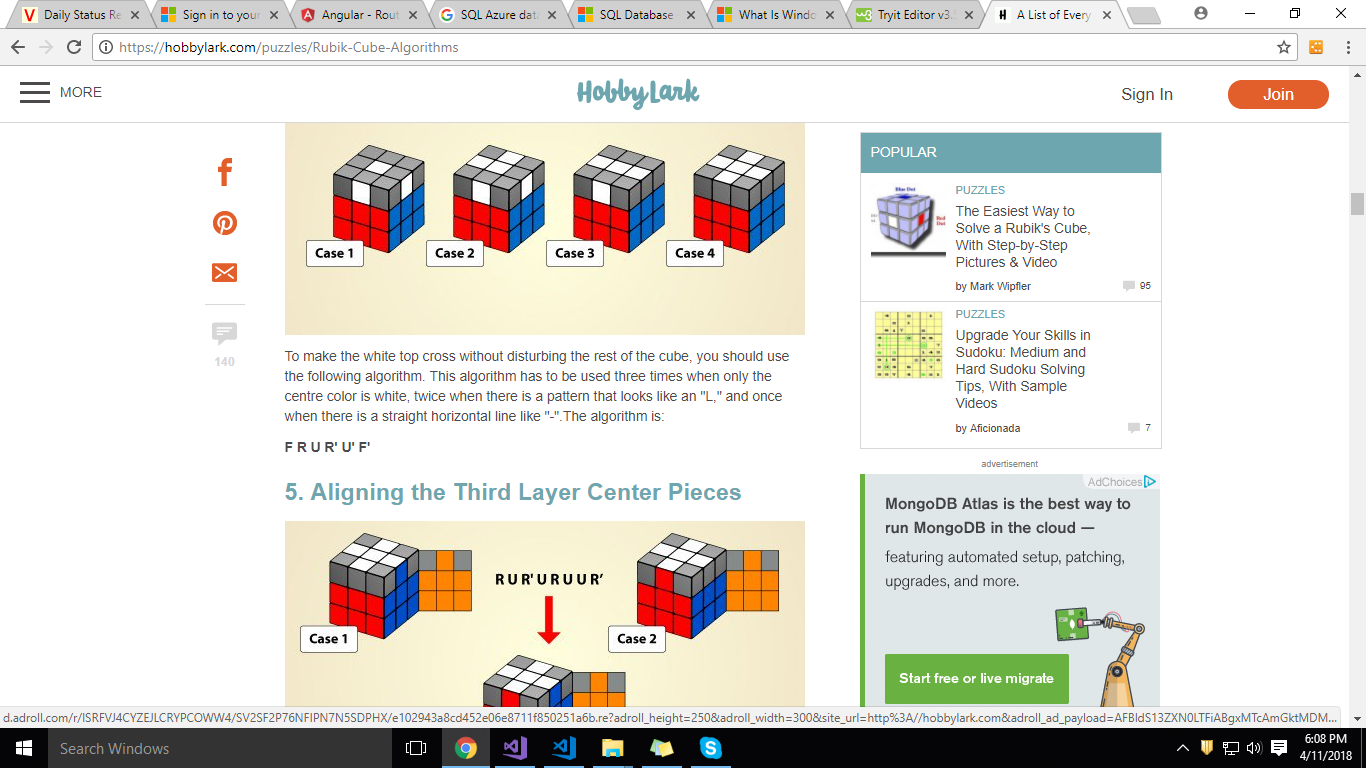 Daily Status Re
Sign in to your
Angular - Rout
SQL Azure dat
SQL Database
What Is Windo
Tryit Editor v3.
A List of Every
https://hobbylark.com/puzzles/Rubik-Cube-Algorithms
MORE
HobbyLark
Sign In
Join
140
Case 1
Case 2
Case 3
Case 4
To make the white top cross without disturbing the rest of the cube, you should use
the following algorithm. This algorithm has to be used three times when only the
centre color is white, twice when there is a pattern that looks like an "L," and once
when there is a straight horizontal line like "-".The algorithm is:
F R U R' U' F'
5. Aligning the Third Layer Center Pieces
R U R' U R U U R'
Case 1
Case 2
POPULAR
Blue Dot
Red
Dot
PUZZLES
The Easiest Way to
Solve a Rubik's Cube,
With Step-by-Step
Pictures & Video
by Mark Wipfler
95
PUZZLES
Upgrade Your Skills in
Sudoku: Medium and
Hard Sudoku Solving
Tips, With Sample
Videos
by Aficionada
7
advertisement
AdChoices
MongoDB Atlas is the best way to
run MongoDB in the cloud —
featuring automated setup, patching,
upgrades, and more.
Start free or live migrate
d.adroll.com/r/ISRFVJ4CYZEJLCRYPCOWW4/SV2SF2P76NFIPN7N5SDPHX/e102943a8cd452e06e8711f850251a6b.re?adroll_height=250&adroll_width=300&site_url=http%3A//hobbylark.com&adroll_ad_payload=AFBIdS13ZXN0LTFiABgxMTcAmGktMDM...
Search Windows
6:08 PM
4/11/2018